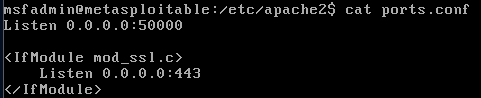 msfadmin@metasploitable:/etc/apache2$ cat ports.conf
Listen 0.0.0.0:50000

<IfModule mod_ssl.c>
    Listen 0.0.0.0:443
</IfModule>